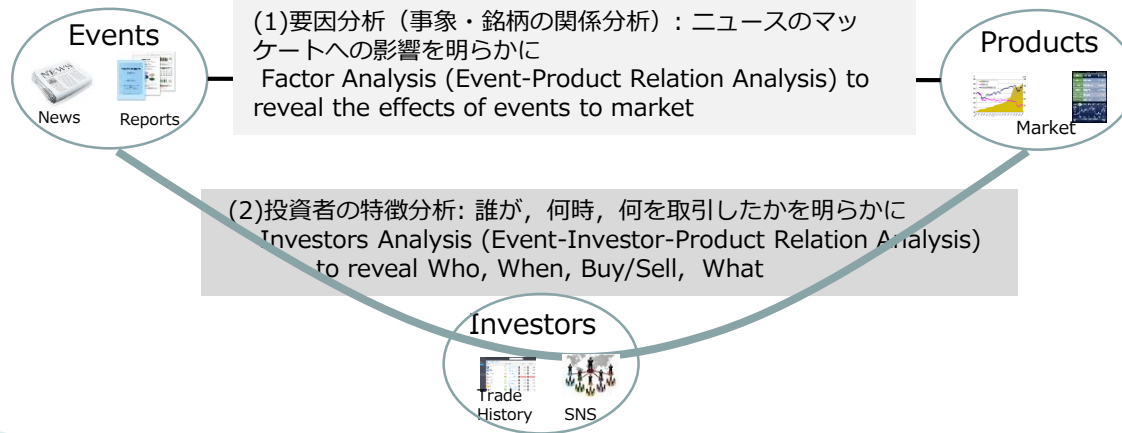 Events
NEWS
News
Reports
(1)要因分析（事象・銘柄の関係分析）: ニュースのマッ
ケートへの影響を明らかに
Factor Analysis (Event-Product Relation Analysis) to
reveal the effects of events to market
Products
Market
(2)投資者の特徴分析: 誰が，何時，何を取引したかを明らかに
Investors Analysis (Event-Investor-Product Relation Analysis)
to reveal Who, When, Buy/Sell, What
Investors
Trade
History
SNS